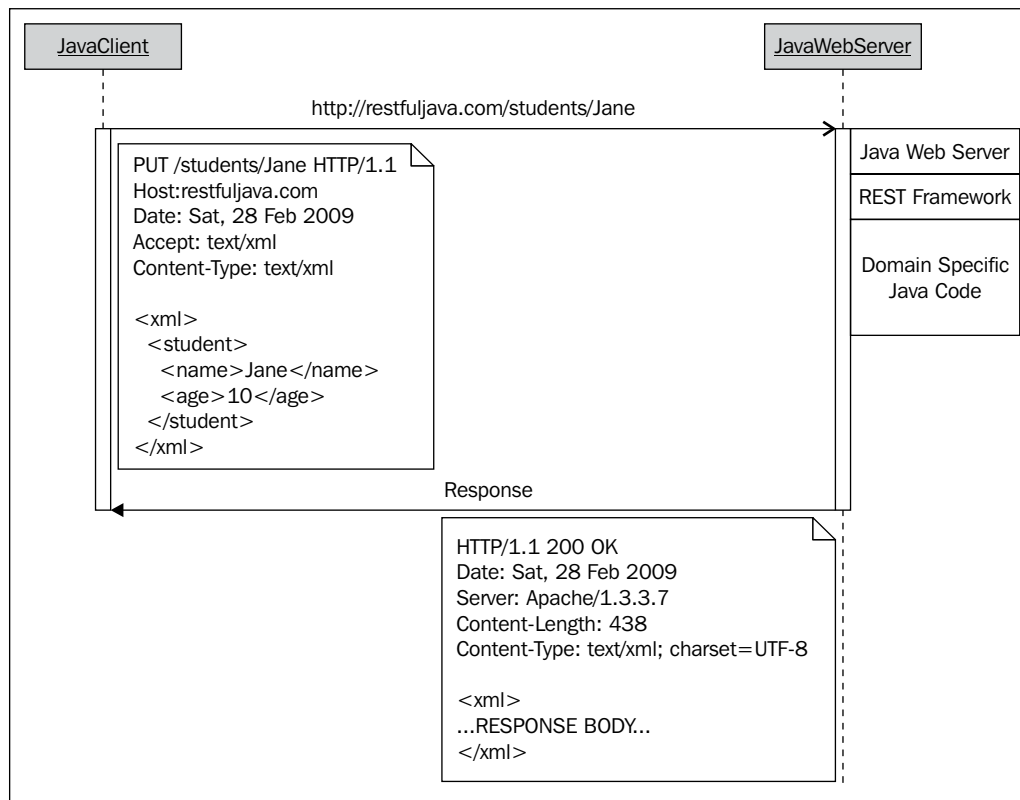 JavaClient
JavaWebServer
http://restfuljava.com/students/Jane
PUT /students/Jane HTTP/1.1
Host:restfuljava.com
Date: Sat, 28 Feb 2009
Accept: text/xml
Content-Type: text/xml
<xml>
<student>
<name>Jane</name>
<age>10</age>
</student>
</xml>
Java Web Server
REST Framework
Domain Specific
Java Code
Response
HTTP/1.1 200 OK
Date: Sat, 28 Feb 2009
Server: Apache/1.3.3.7
Content-Length: 438
Content-Type: text/xml; charset=UTF-8
<xml>
...RESPONSE BODY...
</xml>